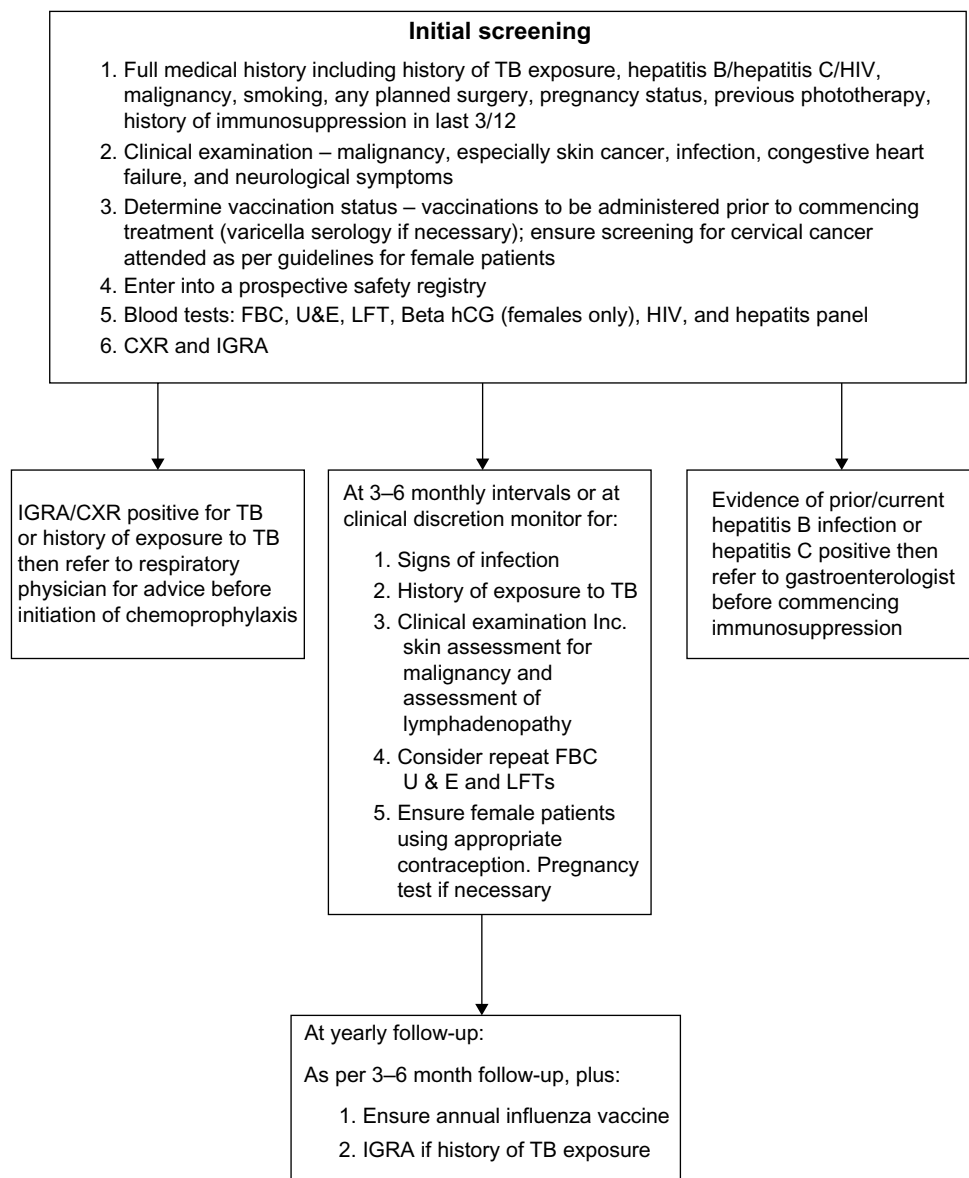 Initial screening
1. Full medical history including history of TB exposure, hepatitis B/hepatitis C/HIV,
malignancy, smoking, any planned surgery, pregnancy status, previous phototherapy,
history of immunosuppression in last 3/12
2. Clinical examination – malignancy, especially skin cancer, infection, congestive heart
failure, and neurological symptoms
3. Determine vaccination status – vaccinations to be administered prior to commencing
treatment (varicella serology if necessary); ensure screening for cervical cancer
attended as per guidelines for female patients
4. Enter into a prospective safety registry
5. Blood tests: FBC, U&E, LFT, Beta hCG (females only), HIV, and hepatits panel
6. CXR and IGRA
IGRA/CXR positive for TB
or history of exposure to TB
then refer to respiratory
physician for advice before
initiation of chemoprophylaxis
At 3–6 monthly intervals or at
clinical discretion monitor for:
1. Signs of infection
2. History of exposure to TB
3. Clinical examination Inc.
skin assessment for
malignancy and
assessment of
lymphadenopathy
4. Consider repeat FBC
U & E and LFTs
5. Ensure female patients
using appropriate
contraception. Pregnancy
test if necessary
Evidence of prior/current
hepatitis B infection or
hepatitis C positive then
refer to gastroenterologist
before commencing
immunosuppression
At yearly follow-up:
As per 3–6 month follow-up, plus:
1. Ensure annual influenza vaccine
2. IGRA if history of TB exposure